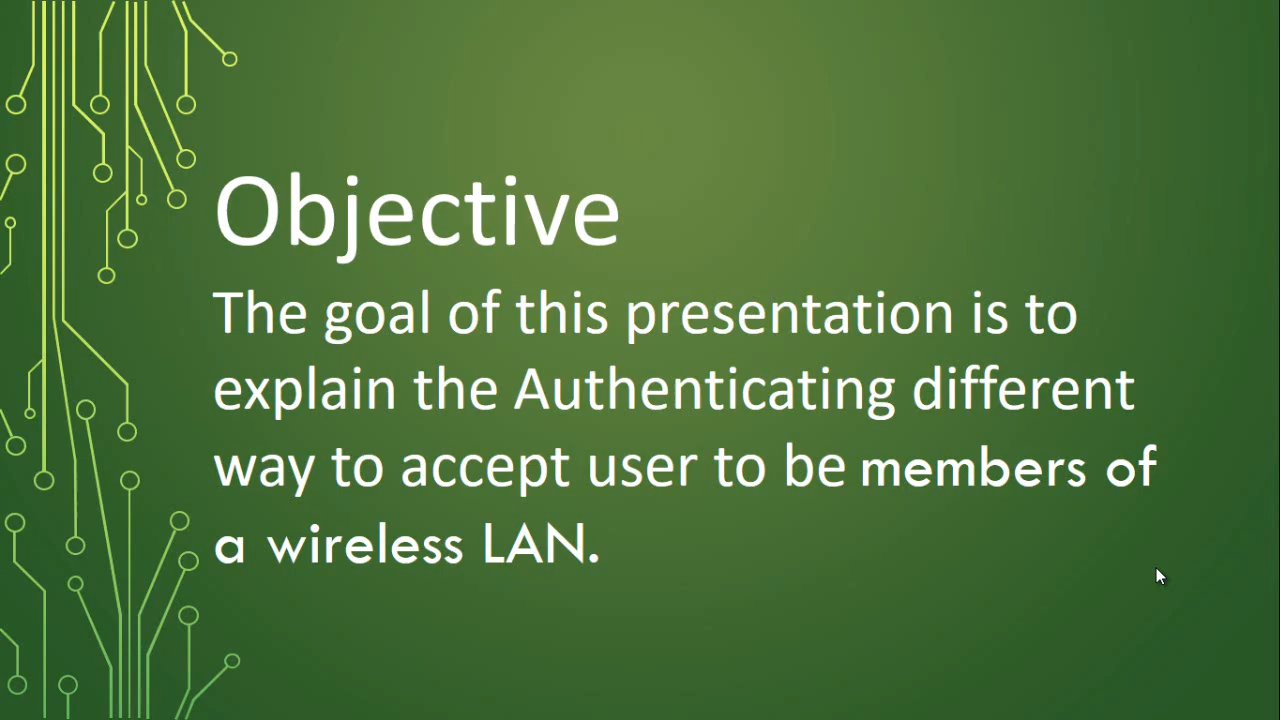 Objective
The goal of this presentation is to
explain the Authenticating different
way to accept user to be members of
a wireless LAN.